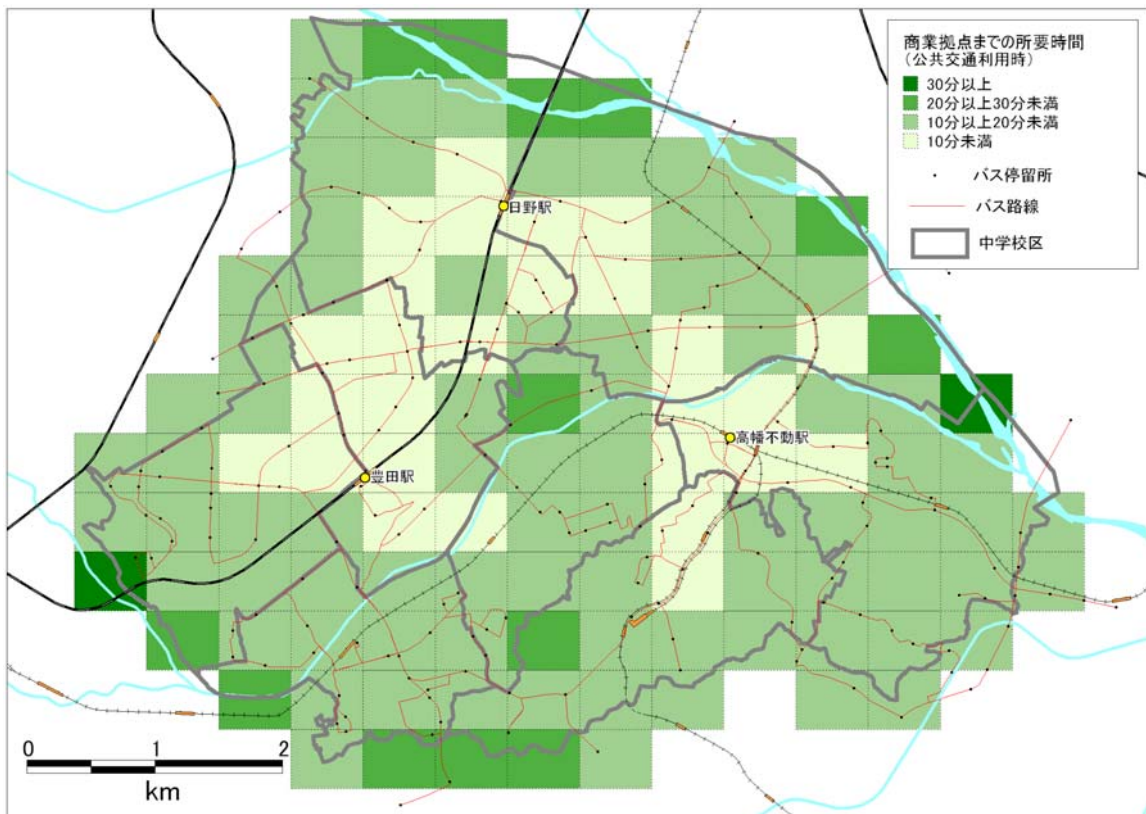 商業拠点までの所要時間
(公共交通利用時)
30分以上
20分以上30分未満
10分以上20分未満
10分未満
バス停留所
バス路線
中学校区
日野駅
高幡不動駅
豊田駅
0 1 2
km